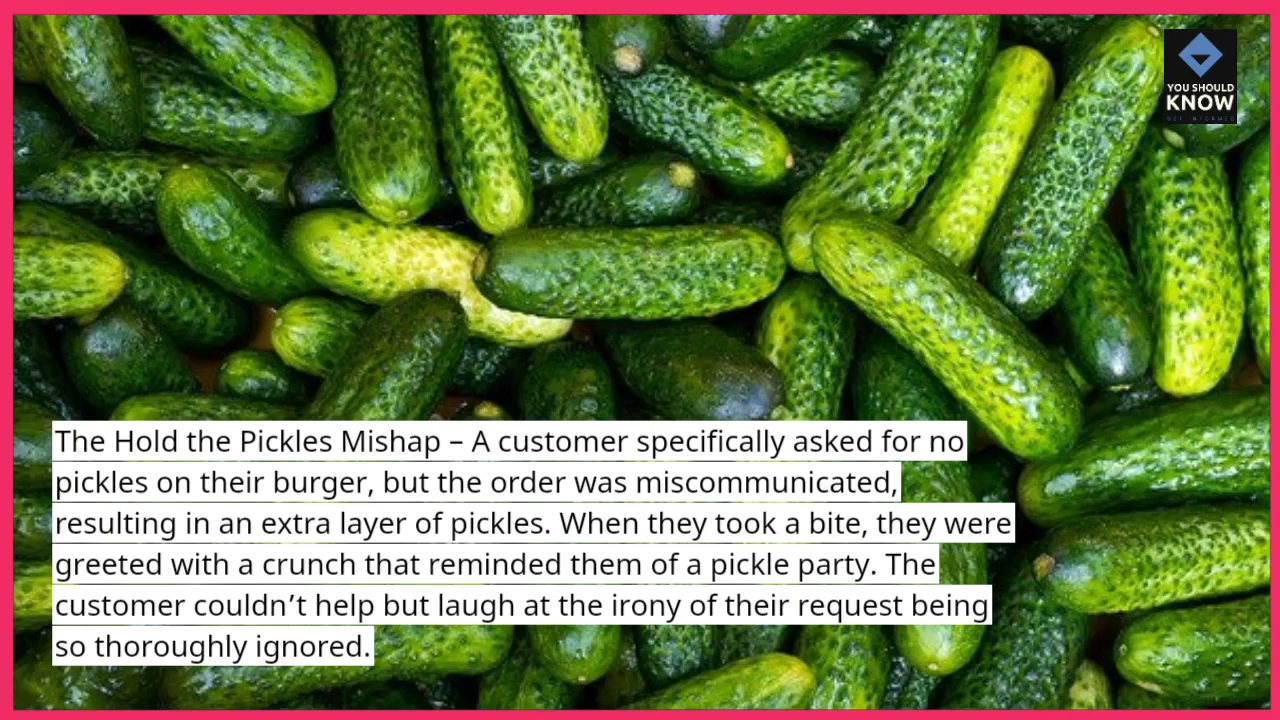 YOU SHOULD
KNOW
GET INFORMED
The Hold the Pickles Mishap – A customer specifically asked for no
pickles on their burger, but the order was miscommunicated,
resulting in an extra layer of pickles. When they took a bite, they were
greeted with a crunch that reminded them of a pickle party. The
customer couldn’t help but laugh at the irony of their request being
so thoroughly ignored.